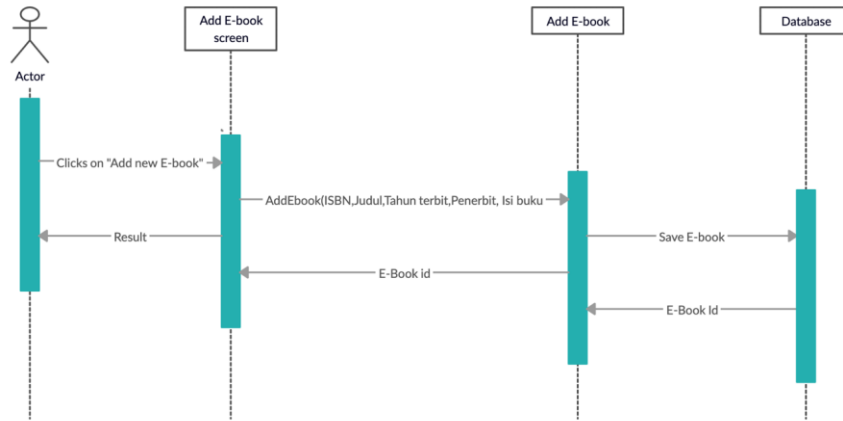 Add E-book
screen
Add E-book
Database
Actor
Clicks on "Add new E-book"
AddEbook(ISBN,Judul,Tahun terbit,Penerbit, Isi buku
Result
Save E-book
E-Book id
E-Book Id